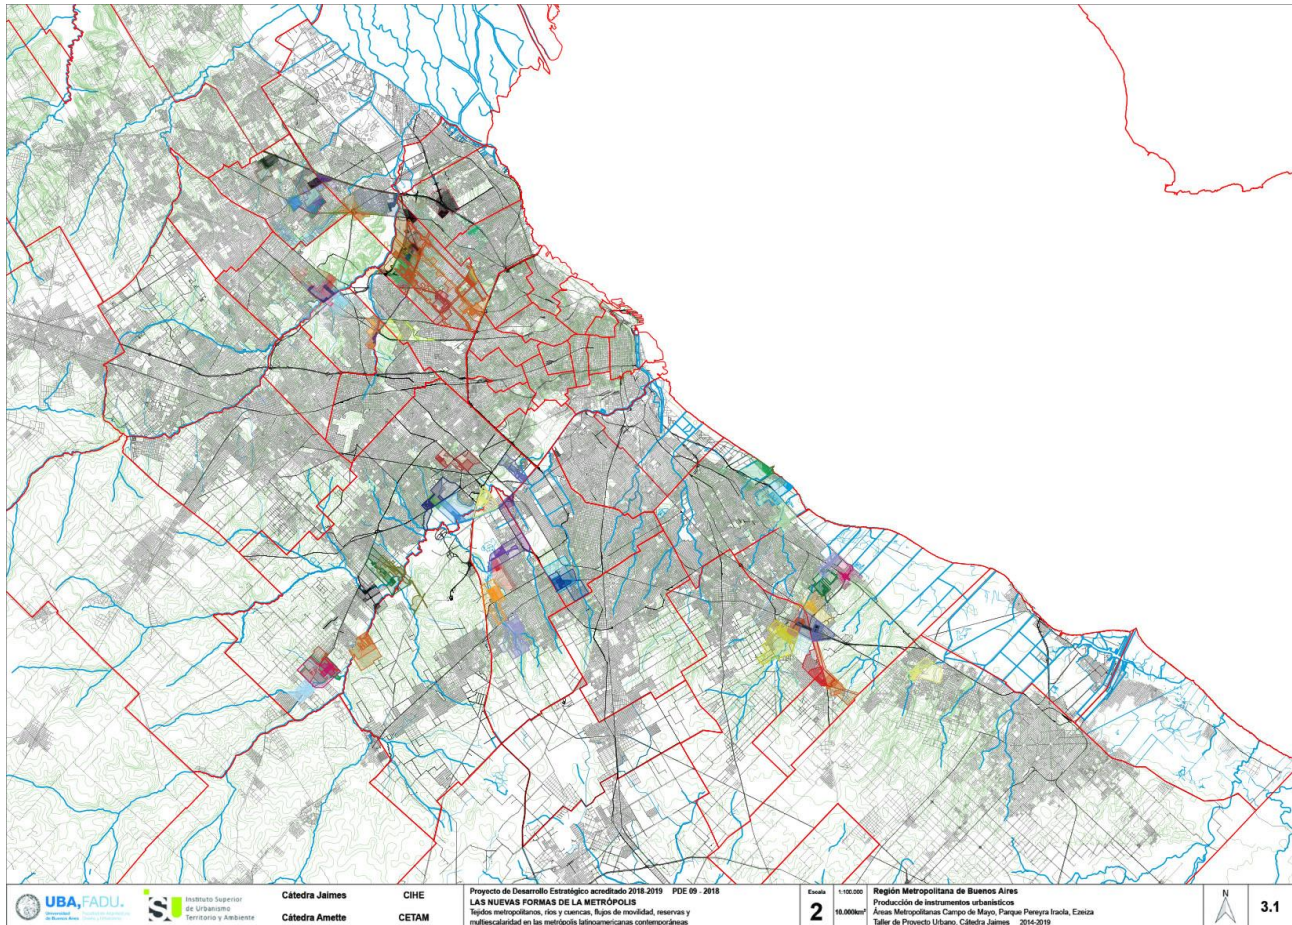 UBA,FADU.
Universidad
de Buenos Aires
Instituto Superior
de Urbanismo
Territorio y Ambiente
Cátedra Jaimes
CIHE
Cátedra Amette
CETAM
Proyecto de Desarrollo Estratégico acreditado 2018-2019 PDE 09 - 2018
LAS NUEVAS FORMAS DE LA METRÓPOLIS
Tejidos metropolitanos, ríos y cuencas, flujos de movilidad, reservas y
multiescalaridad en las metrópolis latinoamericanas contemporáneas
Escala
2
1:100.000
10.000km²
Región Metropolitana de Buenos Aires
Producción de instrumentos urbanísticos
Áreas Metropolitanas Campo de Mayo, Parque Pereyra Iraola, Ezeiza
Taller de Proyecto Urbano, Cátedra Jaimes 2014-2019
N
3.1